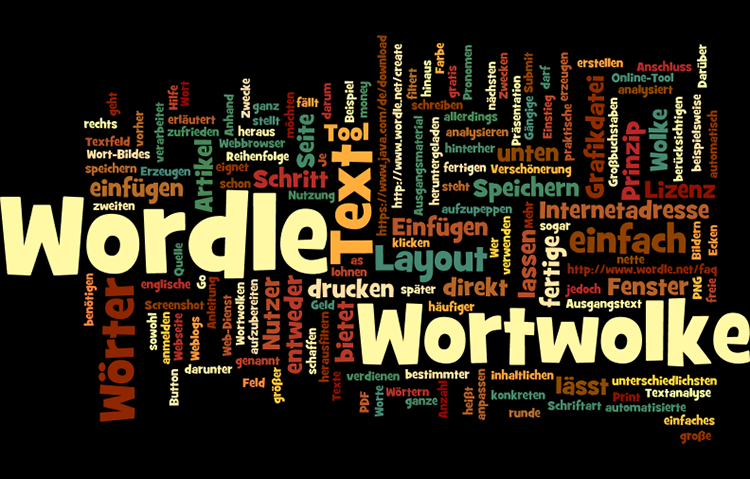 Wordle
Wortwolke
Text
Wörter
Layout
einfach
Internetadresse
Grafikdatei
Prinzip
Wolke
Lizenz
Speichern
unten
Einfügen
drucken
direkt
Fenster
fertige
lassen
lässt
bietet
entweder
Nutzer
Schritt
Seite
Tool
Artikel
einfügen
rechts
geht
Hilfe
Wort
Zwecke
vorher
verarbeitet
erläutert
zufrieden
Anhand
ganz
stellt
heraus
möchten
fällt
darum
Beispiel
money
https://www.java.com/de/download
http://www.wordle.net/create
Textfeld
Wort-Bildes
Webbrowser
Reihenfolge
speichern
Erzeugen
eignet
schon
Nutzung
Je
zweiten
filtert
hinaus
Farbe
gratis
Pronomen
schreiben
nächsten
Zwecken
Präsentation
Submit
Gängige
darf
Einstieg
erzeugen
praktische
erstellen
Anschluss
Online-Tool
analysiert
Darüber
Großbuchstaben
berücksichtigen
beispielsweise
automatisch
allerdings
analysieren
hinterher
Ausgangsmaterial
heruntergeladen
fertigen
Verschönerung
steht
aufzupeppen
Mehr
klicken
Wer
verwenden
sogar
nette
Bildern
Ecken
http://www.wordle.net/faq
PNG
freie
jedoch
Ausgangstext
häufiger
später
as
lohnen
Geld
schaffen
herausfiltern
benötigen
englische
Quelle
Go
Screenshot
Anleitung
sowohl
anmelden
Webseite
Weblogs
Web-Dienst
Wortwolken
aufzubereiten
genannt
darunter
Button
Feld
größer
Texte
verdienen
bestimmter
PDF
Worte
Wörtern
ganze
Anzahl
heißt
anpassen
inhaltlichen
konkreten
runde
Schriftart
Print
unterschiedlichsten
Textanalyse
automatisierte
einfaches
große